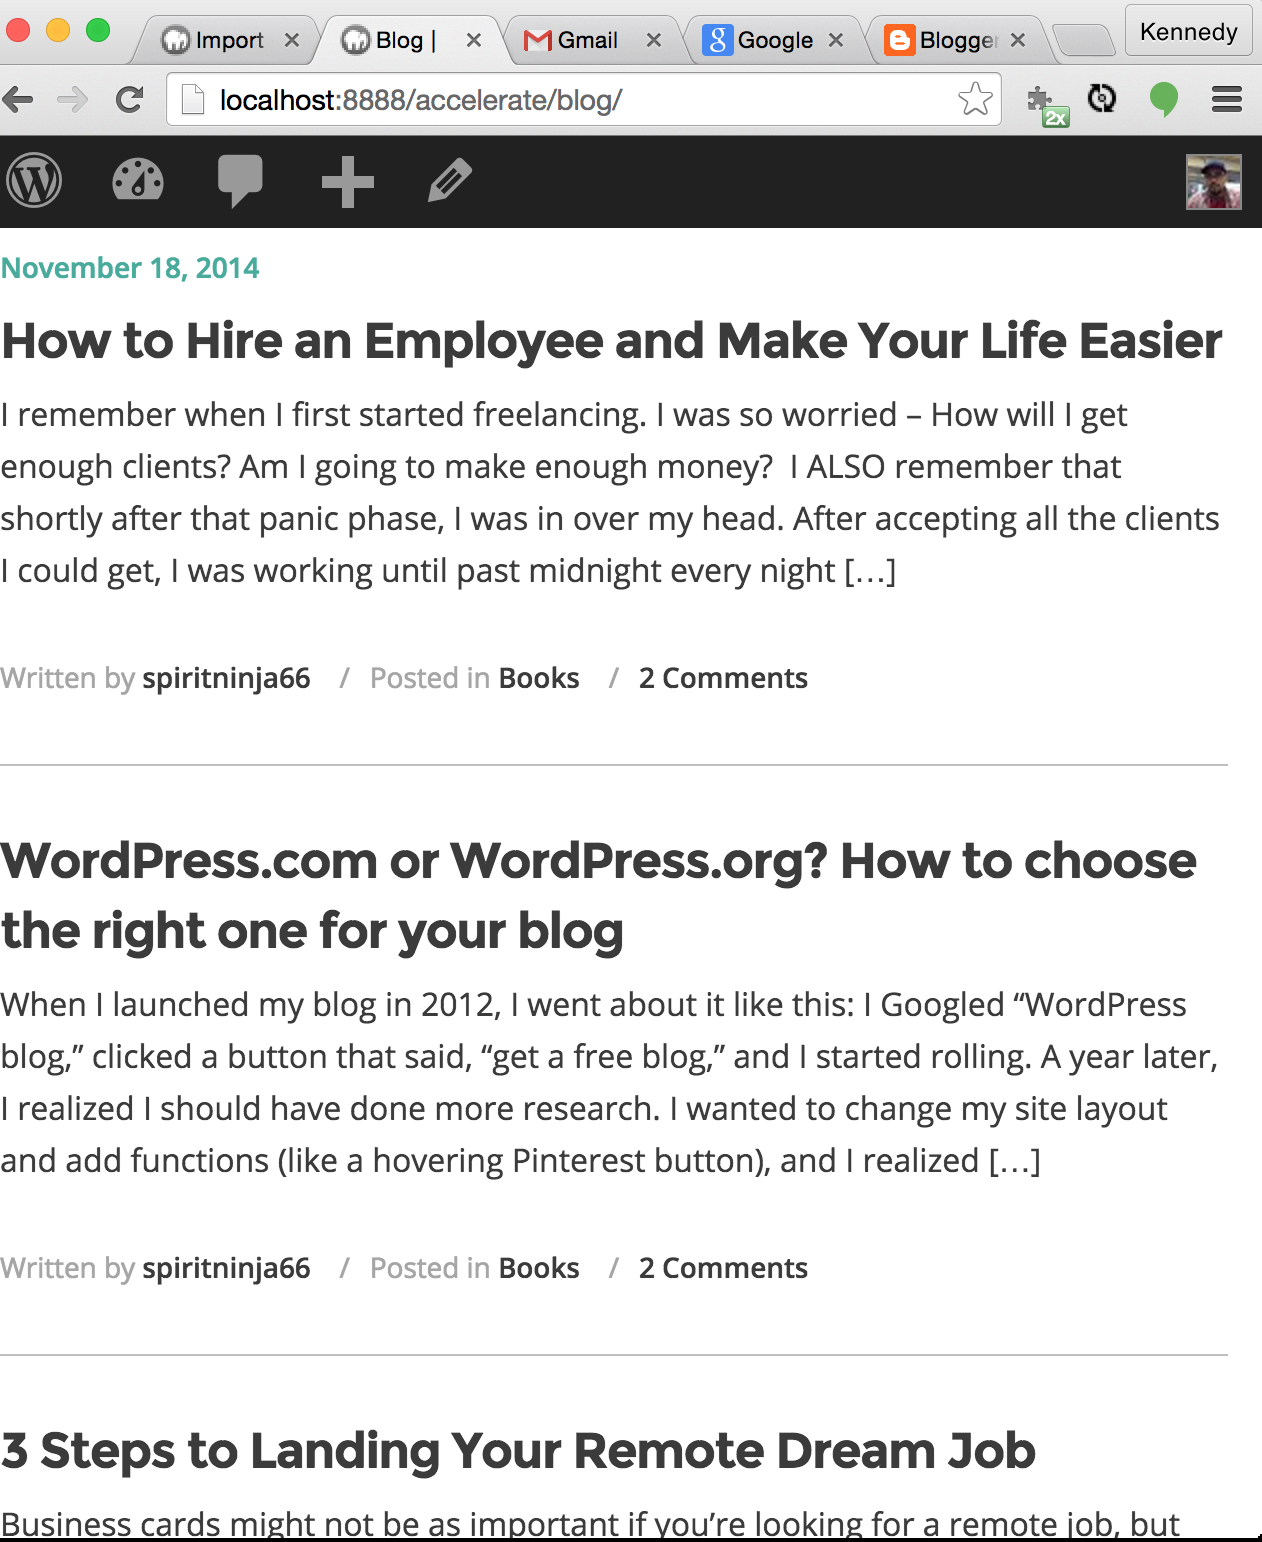 Import
Blog |
Gmail
Google
Blogger
Kennedy
localhost:8888/accelerate/blog/
2x
November 18, 2014
How to Hire an Employee and Make Your Life Easier
I remember when I first started freelancing. I was so worried – How will I get
enough clients? Am I going to make enough money?  I ALSO remember that
shortly after that panic phase, I was in over my head. After accepting all the clients
I could get, I was working until past midnight every night […]
Written by spiritninja66 / Posted in Books / 2 Comments
WordPress.com or WordPress.org? How to choose
the right one for your blog
When I launched my blog in 2012, I went about it like this: I Googled “WordPress
blog,” clicked a button that said, “get a free blog,” and I started rolling. A year later,
I realized I should have done more research. I wanted to change my site layout
and add functions (like a hovering Pinterest button), and I realized […]
Written by spiritninja66 / Posted in Books / 2 Comments
3 Steps to Landing Your Remote Dream Job
Business cards might not be as important if you’re looking for a remote job, but